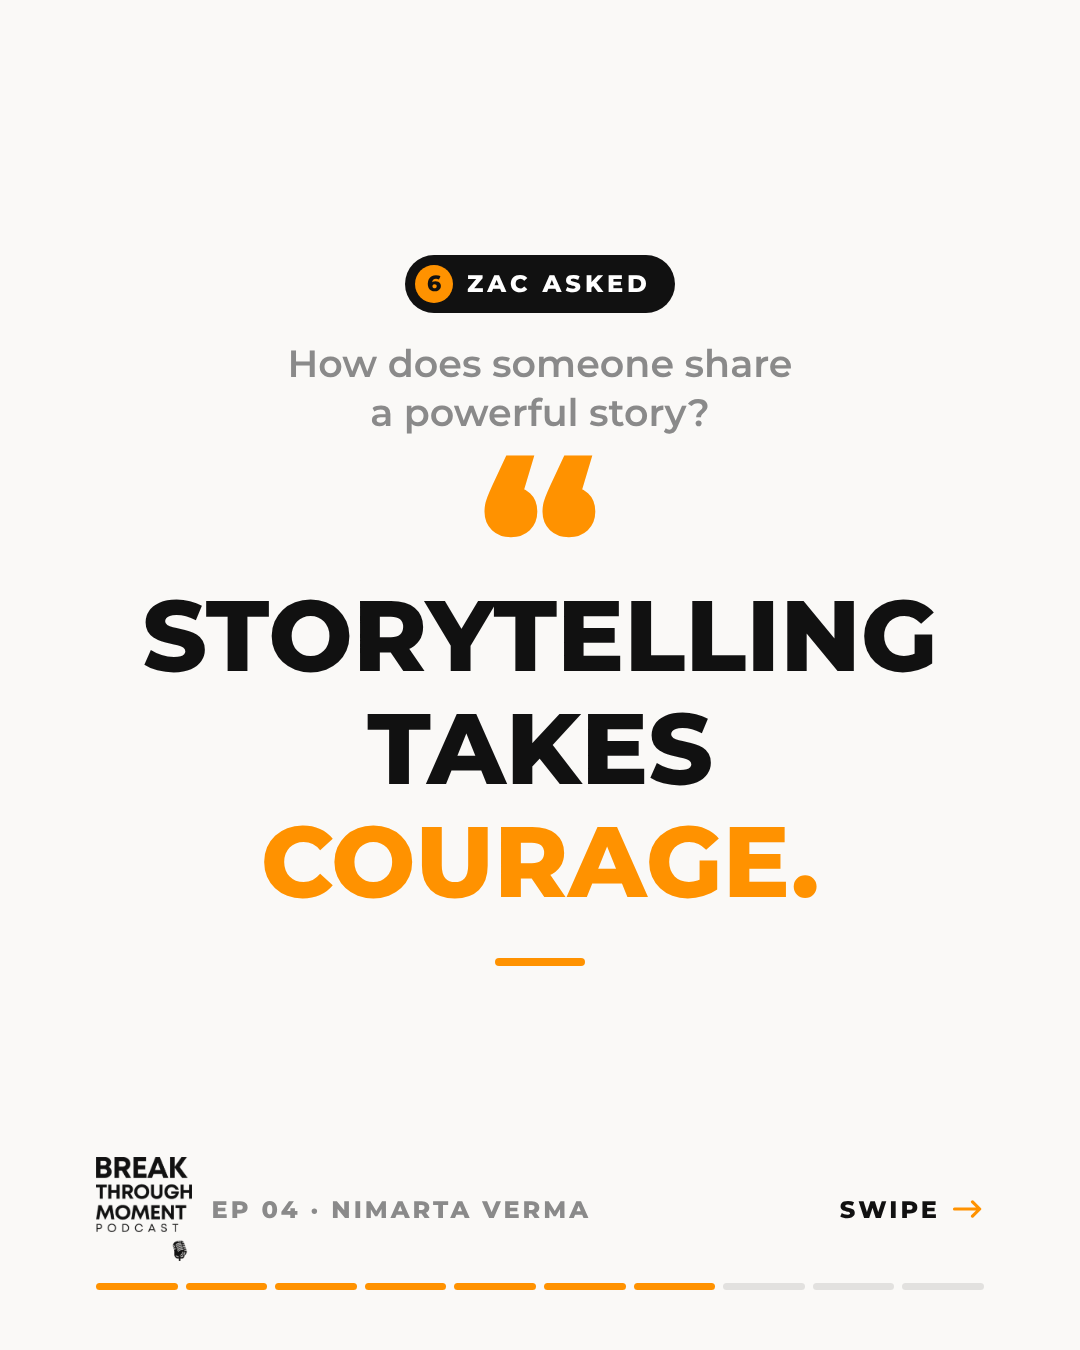 6 ZAC ASKED
How does someone share
a powerful story?
“
STORYTELLING
TAKES
COURAGE.
BREAK
THROUGH
MOMENT
PODCAST
EP 04 · NIMARTA VERMA
SWIPE →